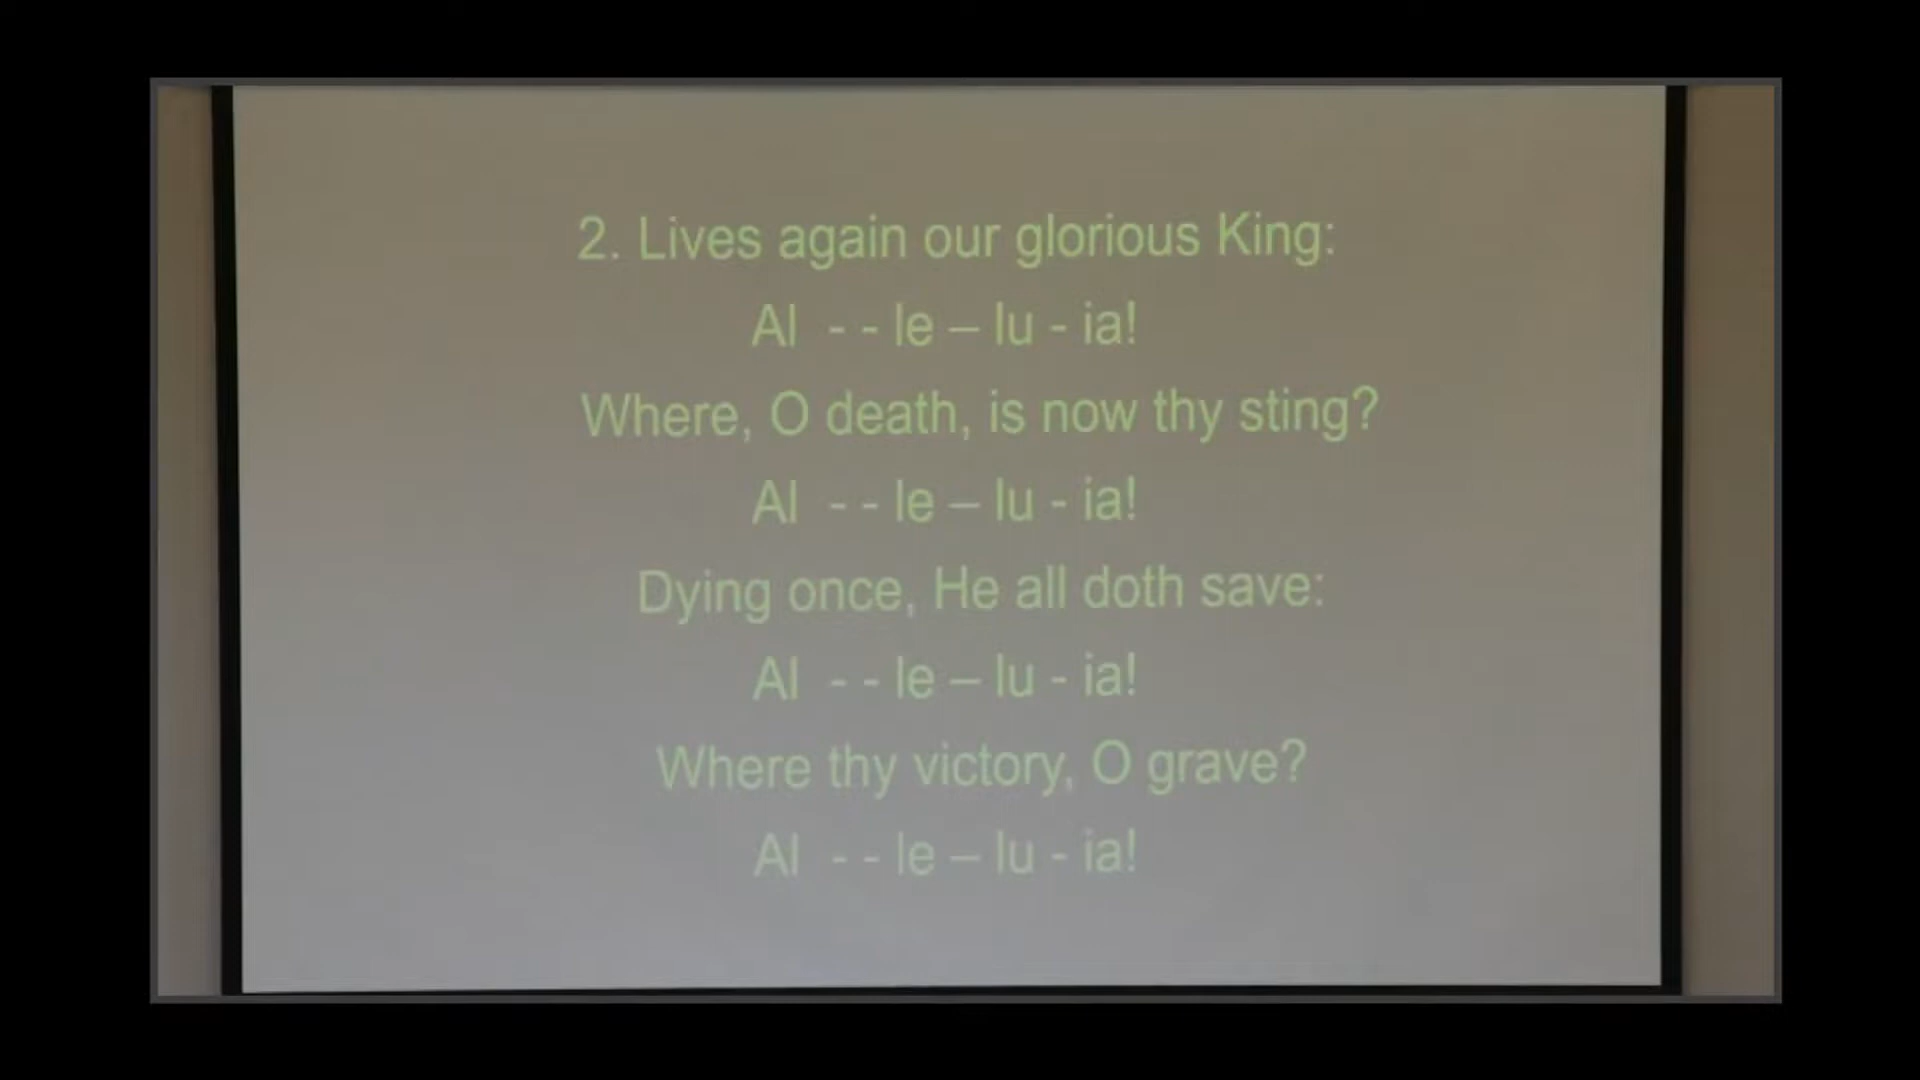 2. Lives again our glorious King:
Al - - le – lu - ia!
Where, O death, is now thy sting?
Al - - le – lu - ia!
Dying once, He all doth save:
Al - - le – lu - ia!
Where thy victory, O grave?
Al - - le – lu - ia!